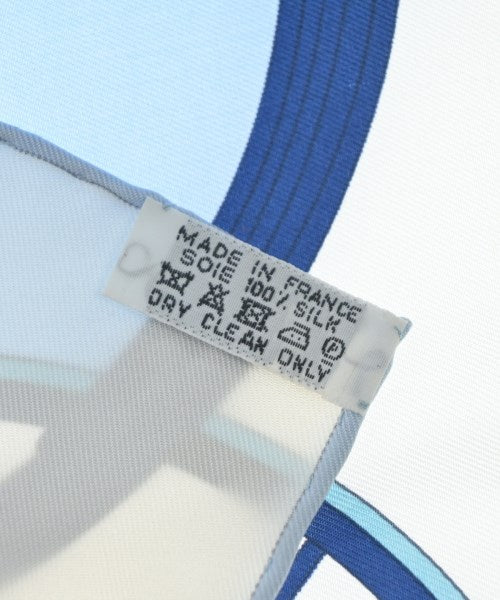 MADE IN FRANCE
SOIE 100% SILK
P
DRY CLEAN ONLY